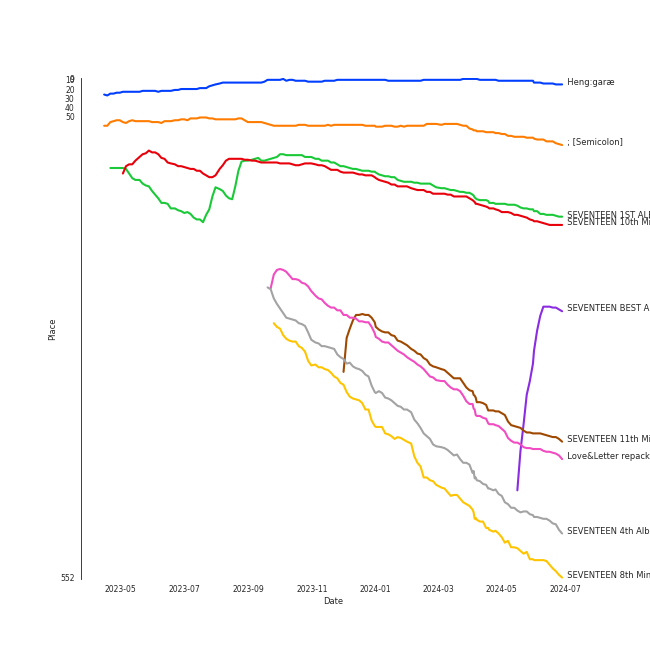 0
10
20
30
40
50
552
Place
Heng:garæ
; [Semicolon]
SEVENTEEN 1ST AL
SEVENTEEN 10th Mi
SEVENTEEN BEST A
SEVENTEEN 11th Mi
Love&Letter repack
SEVENTEEN 4th Alb
SEVENTEEN 8th Min
2023-05 2023-07 2023-09 2023-11 2024-01 2024-03 2024-05 2024-07
Date